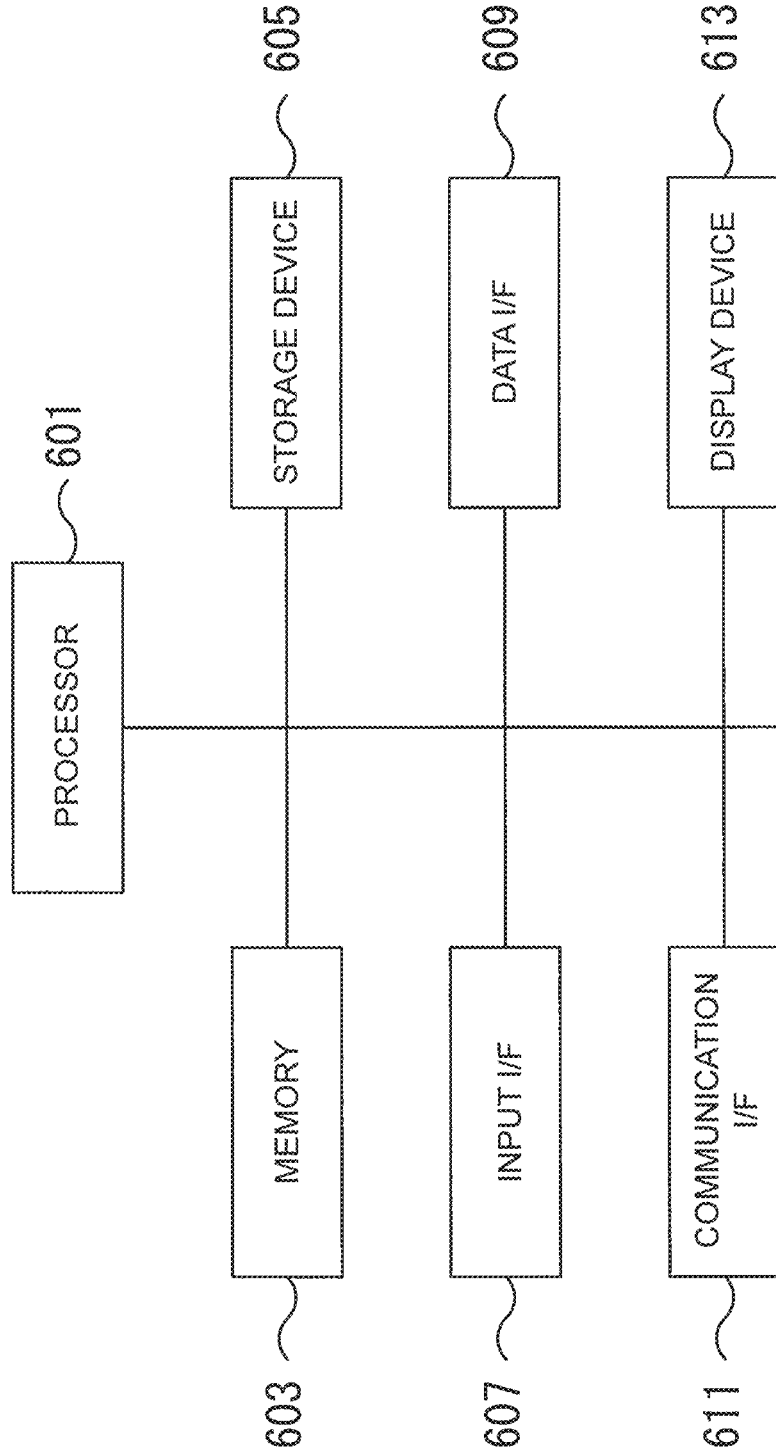 PROCESSOR
601
MEMORY
603
STORAGE DEVICE
605
INPUT I/F
607
DATA I/F
609
COMMUNICATION
I/F
611
DISPLAY DEVICE
613